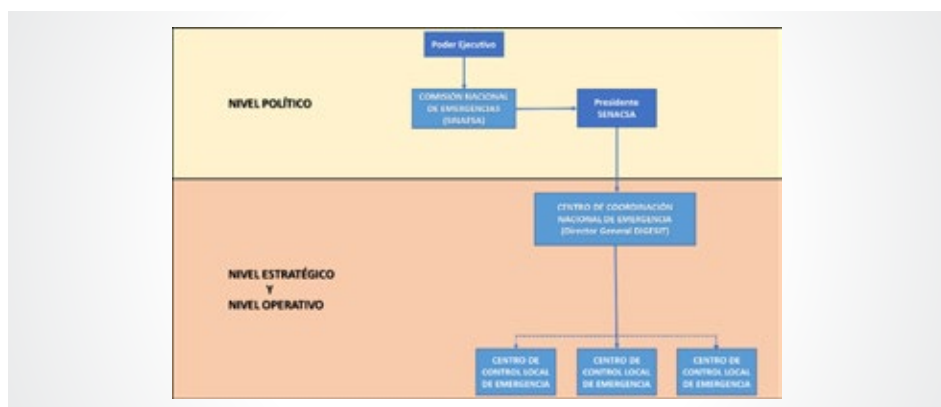 Poder Ejecutivo
NIVEL POLÍTICO
COMISIÓN NACIONAL
DE EMERGENCIAS
(SINAESA)
Presidente
SENACSA
CENTRO DE COORDINACIÓN
NACIONAL DE EMERGENCIA
(Director General DIGESIT)
NIVEL ESTRATÉGICO
Y
NIVEL OPERATIVO
CENTRO DE
CONTROL LOCAL
DE EMERGENCIA
CENTRO DE
CONTROL LOCAL
DE EMERGENCIA
CENTRO DE
CONTROL LOCAL
DE EMERGENCIA